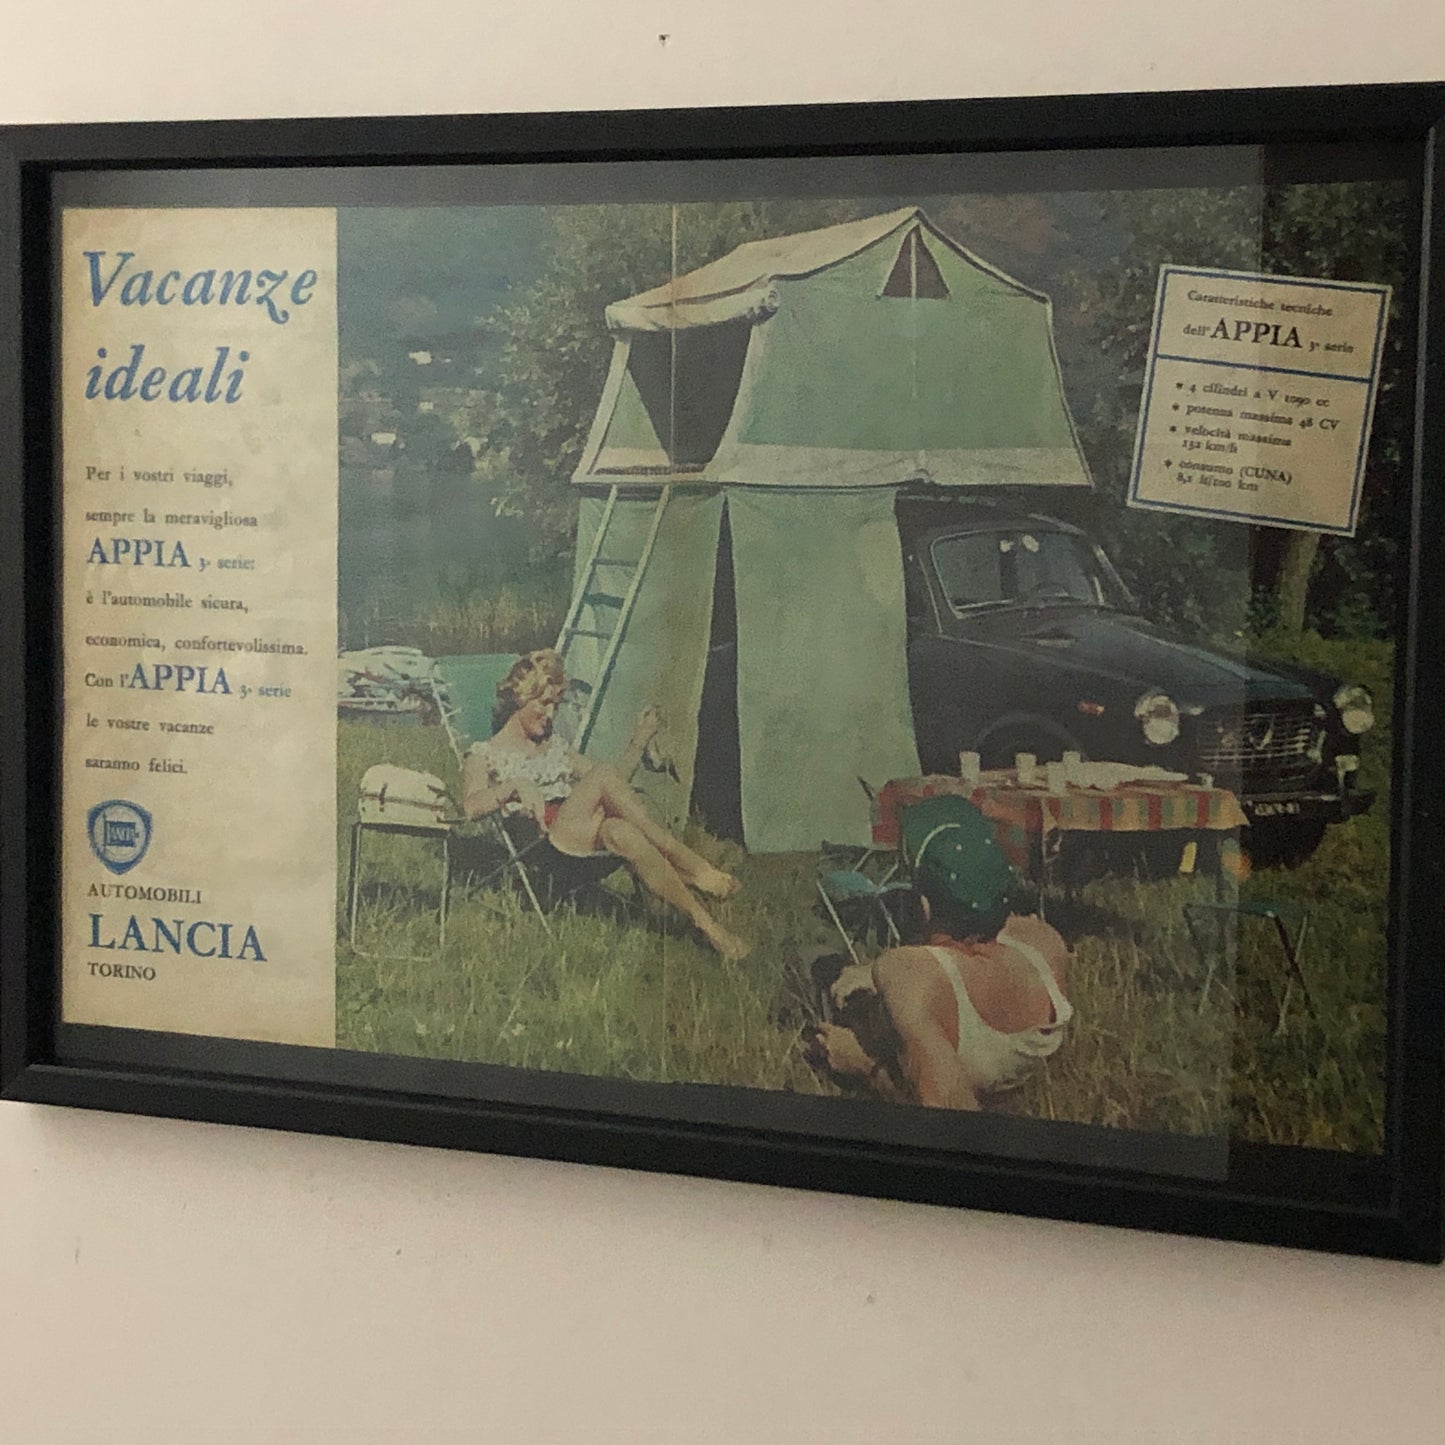 Vacanze
ideali
Per i vostri viaggi,
sempre la meravigliosa
APPIA 3ª serie:
è l'automobile sicura,
economica, confortevolissima.
Con l'APPIA 3ª serie
le vostre vacanze
saranno felici.
LANCIA
AUTOMOBILI
LANCIA
TORINO
Caratteristiche tecniche
dell'APPIA 3ª serie
* 4 cilindri a V 1090 cc
* potenza massima 48 CV
* velocità massima
132 km/h
* consumo (CUNA)
8,1 lt/100 km